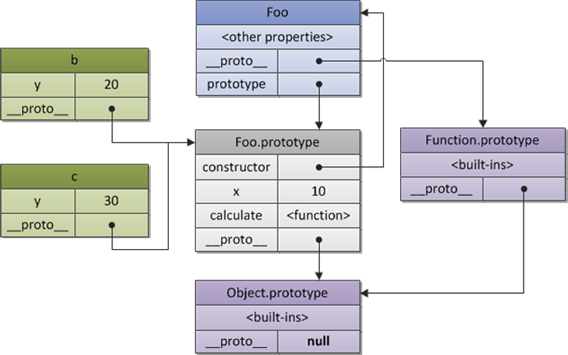 Foo
<other properties>
__proto__
prototype
b
y 20
__proto__
c
y 30
__proto__
Foo.prototype
constructor
x 10
calculate <function>
__proto__
Function.prototype
<built-ins>
__proto__
Object.prototype
<built-ins>
__proto__ null